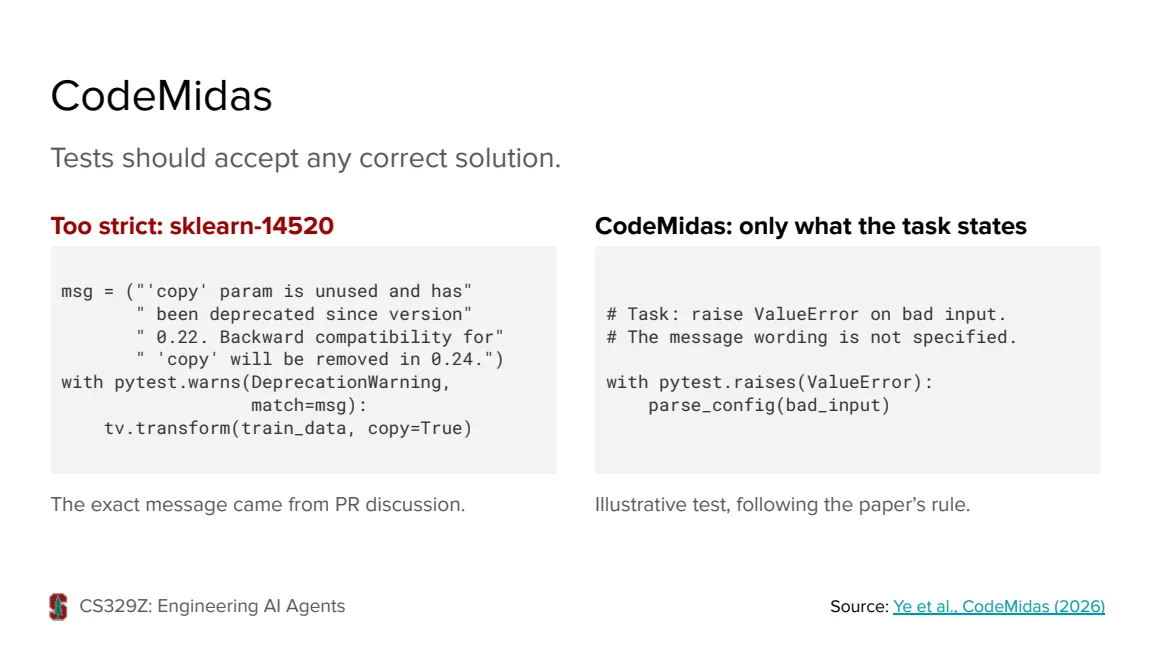 CodeMidas
Tests should accept any correct solution.
Too strict: sklearn-14520
msg = ("'copy' param is unused and has"
       " been deprecated since version"
       " 0.22. Backward compatibility for"
       " 'copy' will be removed in 0.24.")
with pytest.warns(DeprecationWarning,
                  match=msg):
    tv.transform(train_data, copy=True)
The exact message came from PR discussion.
CodeMidas: only what the task states
# Task: raise ValueError on bad input.
# The message wording is not specified.
with pytest.raises(ValueError):
    parse_config(bad_input)
Illustrative test, following the paper’s rule.
S
CS329Z: Engineering AI Agents
Source: Ye et al., CodeMidas (2026)